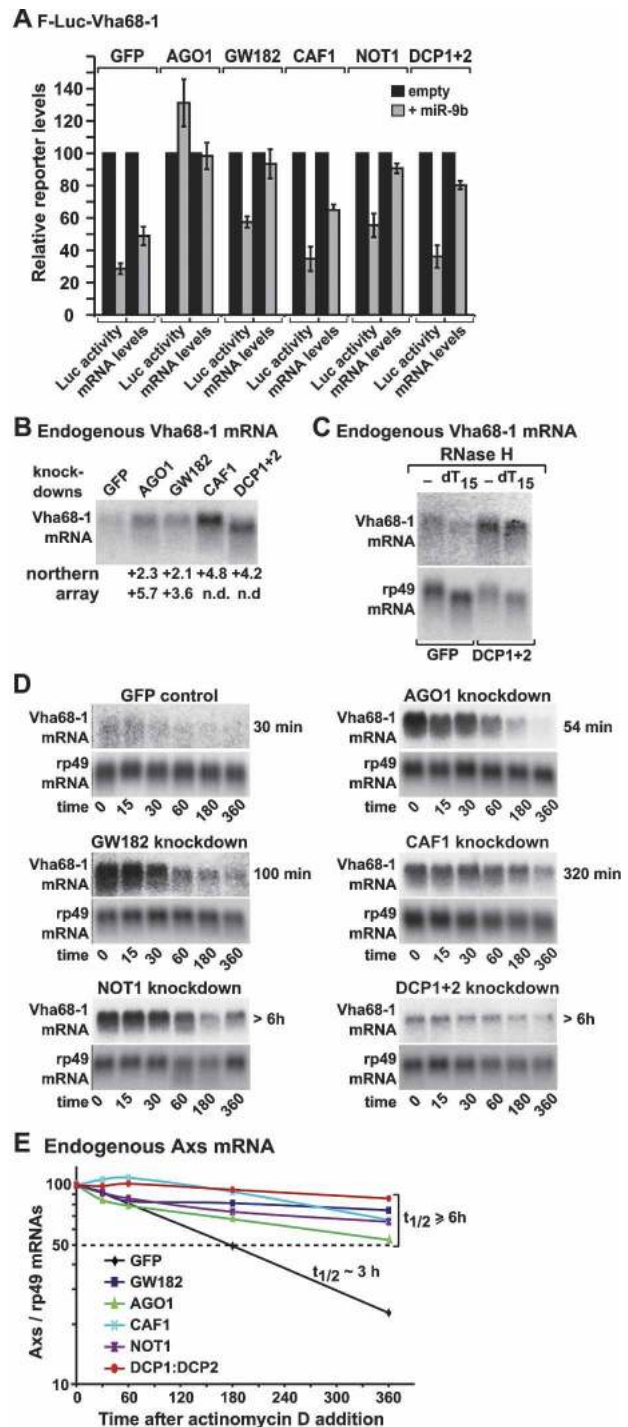 A F-Luc-Vha68-1
GFP AGO1 GW182 CAF1 NOT1 DCP1+2
empty
+ miR-9b
Relative reporter levels
140
120
100
80
60
40
20
0
Luc activity mRNA levels Luc activity mRNA levels Luc activity mRNA levels Luc activity mRNA levels Luc activity mRNA levels Luc activity mRNA levels
B Endogenous Vha68-1 mRNA
knock-
downs
GFP AGO1 GW182 CAF1 DCP1+2
Vha68-1
mRNA
northern +2.3 +2.1 +4.8 +4.2
array +5.7 +3.6 n.d. n.d
C Endogenous Vha68-1 mRNA
RNase H
– dT15 – dT15
Vha68-1
mRNA
rp49
mRNA
GFP DCP1+2
D
GFP control
Vha68-1
mRNA
30 min
rp49
mRNA
time 0 15 30 60 180 360
AGO1 knockdown
Vha68-1
mRNA
54 min
rp49
mRNA
time 0 15 30 60 180 360
GW182 knockdown
Vha68-1
mRNA
100 min
rp49
mRNA
time 0 15 30 60 180 360
CAF1 knockdown
Vha68-1
mRNA
320 min
rp49
mRNA
time 0 15 30 60 180 360
NOT1 knockdown
Vha68-1
mRNA
> 6h
rp49
mRNA
time 0 15 30 60 180 360
DCP1+2 knockdown
Vha68-1
mRNA
> 6h
rp49
mRNA
time 0 15 30 60 180 360
E Endogenous Axs mRNA
Axs / rp49 mRNAs
100
50
10
t1/2 ⩾ 6h
t1/2 ~ 3 h
GFP
GW182
AGO1
CAF1
NOT1
DCP1:DCP2
0 60 120 180 240 300 360
Time after actinomycin D addition